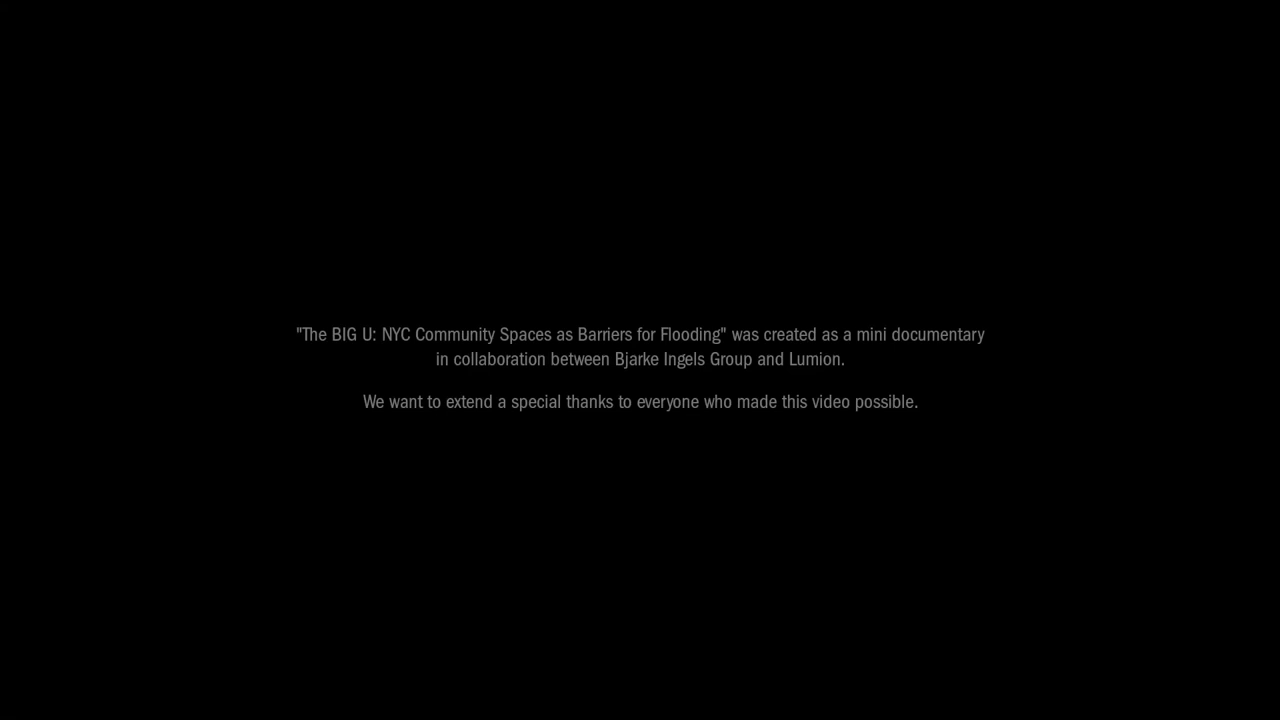 "The BIG U: NYC Community Spaces as Barriers for Flooding" was created as a mini documentary
in collaboration between Bjarke Ingels Group and Lumion.
We want to extend a special thanks to everyone who made this video possible.